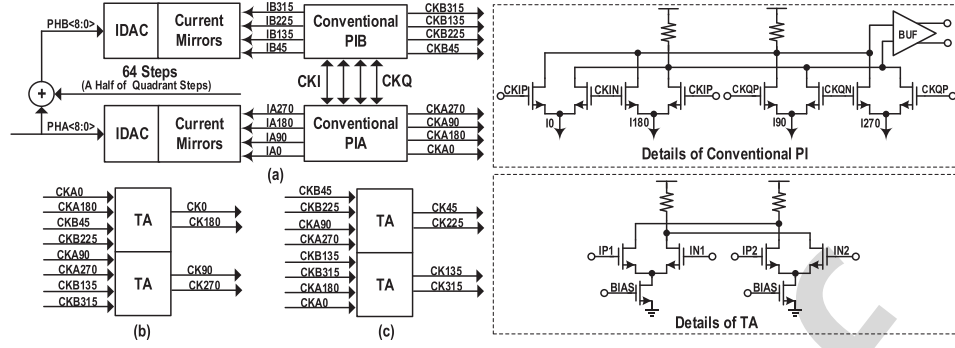 PHB<8:0>
IDAC
Current
Mirrors
IB315
IB225
IB135
IB45
Conventional
PIB
CKB315
CKB135
CKB225
CKB45
64 Steps
(A Half of Quadrant Steps)
CKI
CKQ
+
PHA<8:0>
IDAC
Current
Mirrors
IA270
IA180
IA90
IA0
Conventional
PIA
CKA270
CKA90
CKA180
CKA0
(a)
BUF
CKIP
CKIN
CKIP
CKQP
CKQN
CKQP
I0
I180
I90
I270
Details of Conventional PI
CKA0
CKA180
CKB45
CKB225
CKA90
CKA270
CKB135
CKB315
TA
TA
CK0
CK180
CK90
CK270
(b)
CKB45
CKB225
CKA90
CKA270
CKB135
CKB315
CKA180
CKA0
TA
TA
CK45
CK225
CK135
CK315
(c)
IP1
IN1
IP2
IN2
BIAS
BIAS
Details of TA